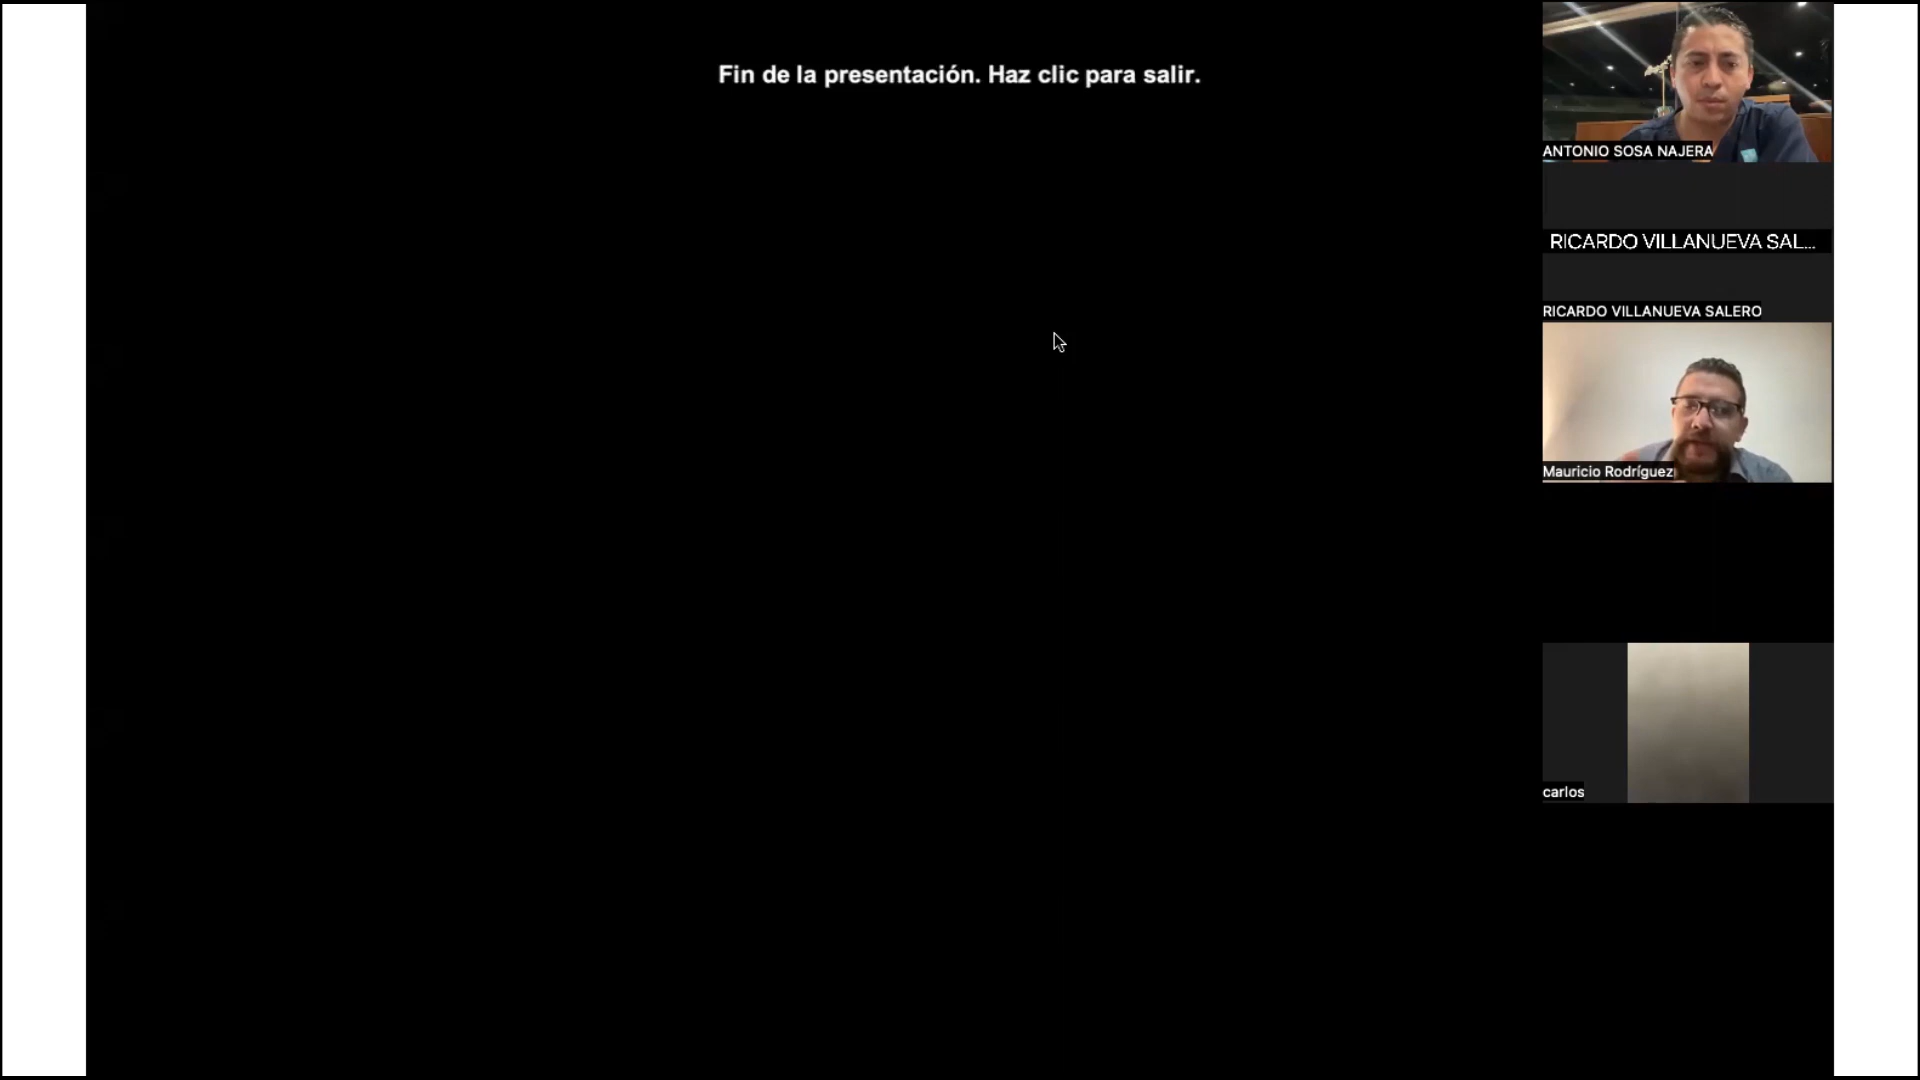 Fin de la presentación. Haz clic para salir.
ANTONIO SOSA NAJERA
RICARDO VILLANUEVA SAL...
RICARDO VILLANUEVA SALERO
Mauricio Rodríguez
carlos